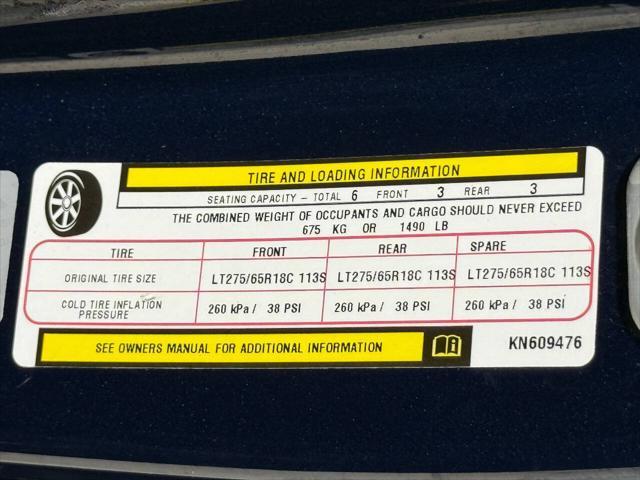 TIRE AND LOADING INFORMATION
SEATING CAPACITY - TOTAL 6 FRONT 3 REAR 3
THE COMBINED WEIGHT OF OCCUPANTS AND CARGO SHOULD NEVER EXCEED
675 KG OR 1490 LB
TIRE FRONT REAR SPARE
ORIGINAL TIRE SIZE LT275/65R18C 113S LT275/65R18C 113S LT275/65R18C 113S
COLD TIRE INFLATION
PRESSURE 260 kPa / 38 PSI 260 kPa / 38 PSI 260 kPa / 38 PSI
SEE OWNERS MANUAL FOR ADDITIONAL INFORMATION
KN609476